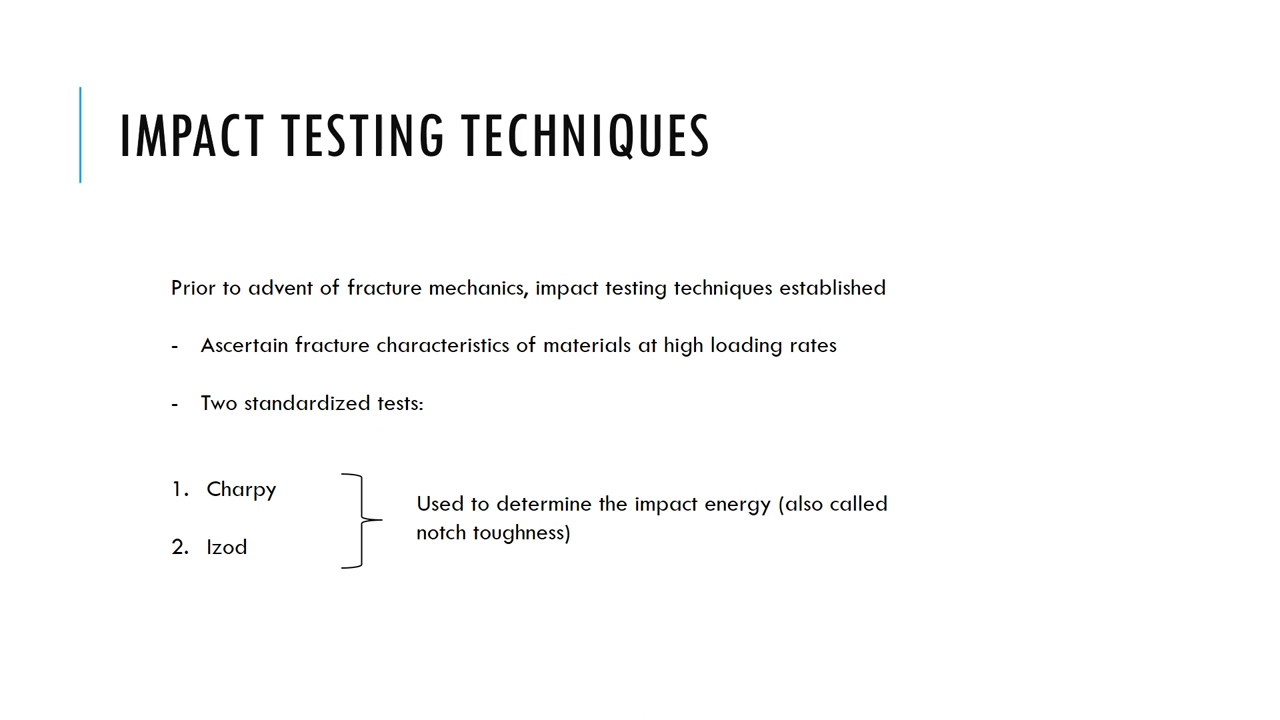 IMPACT TESTING TECHNIQUES
Prior to advent of fracture mechanics, impact testing techniques established
- Ascertain fracture characteristics of materials at high loading rates
- Two standardized tests:
1. Charpy
2. Izod
Used to determine the impact energy (also called
notch toughness)